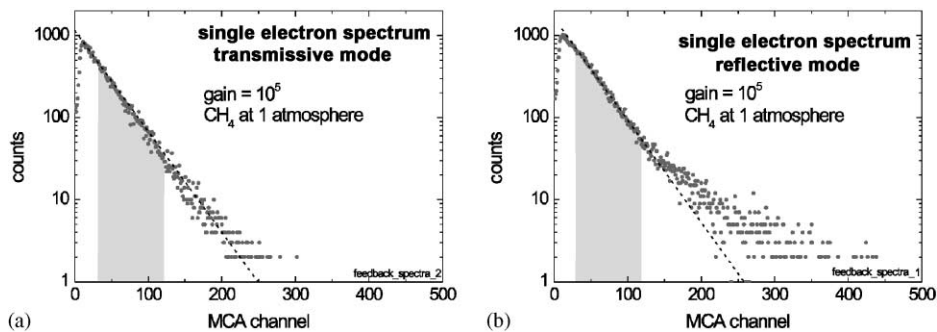 single electron spectrum
transmissive mode
gain = 10⁵
CH₄ at 1 atmosphere
1000
100
10
1
counts
feedback_spectra_2
0 100 200 300 400 500
MCA channel
(a)
single electron spectrum
reflective mode
gain = 10⁵
CH₄ at 1 atmosphere
1000
100
10
1
counts
feedback_spectra_1
0 100 200 300 400 500
MCA channel
(b)